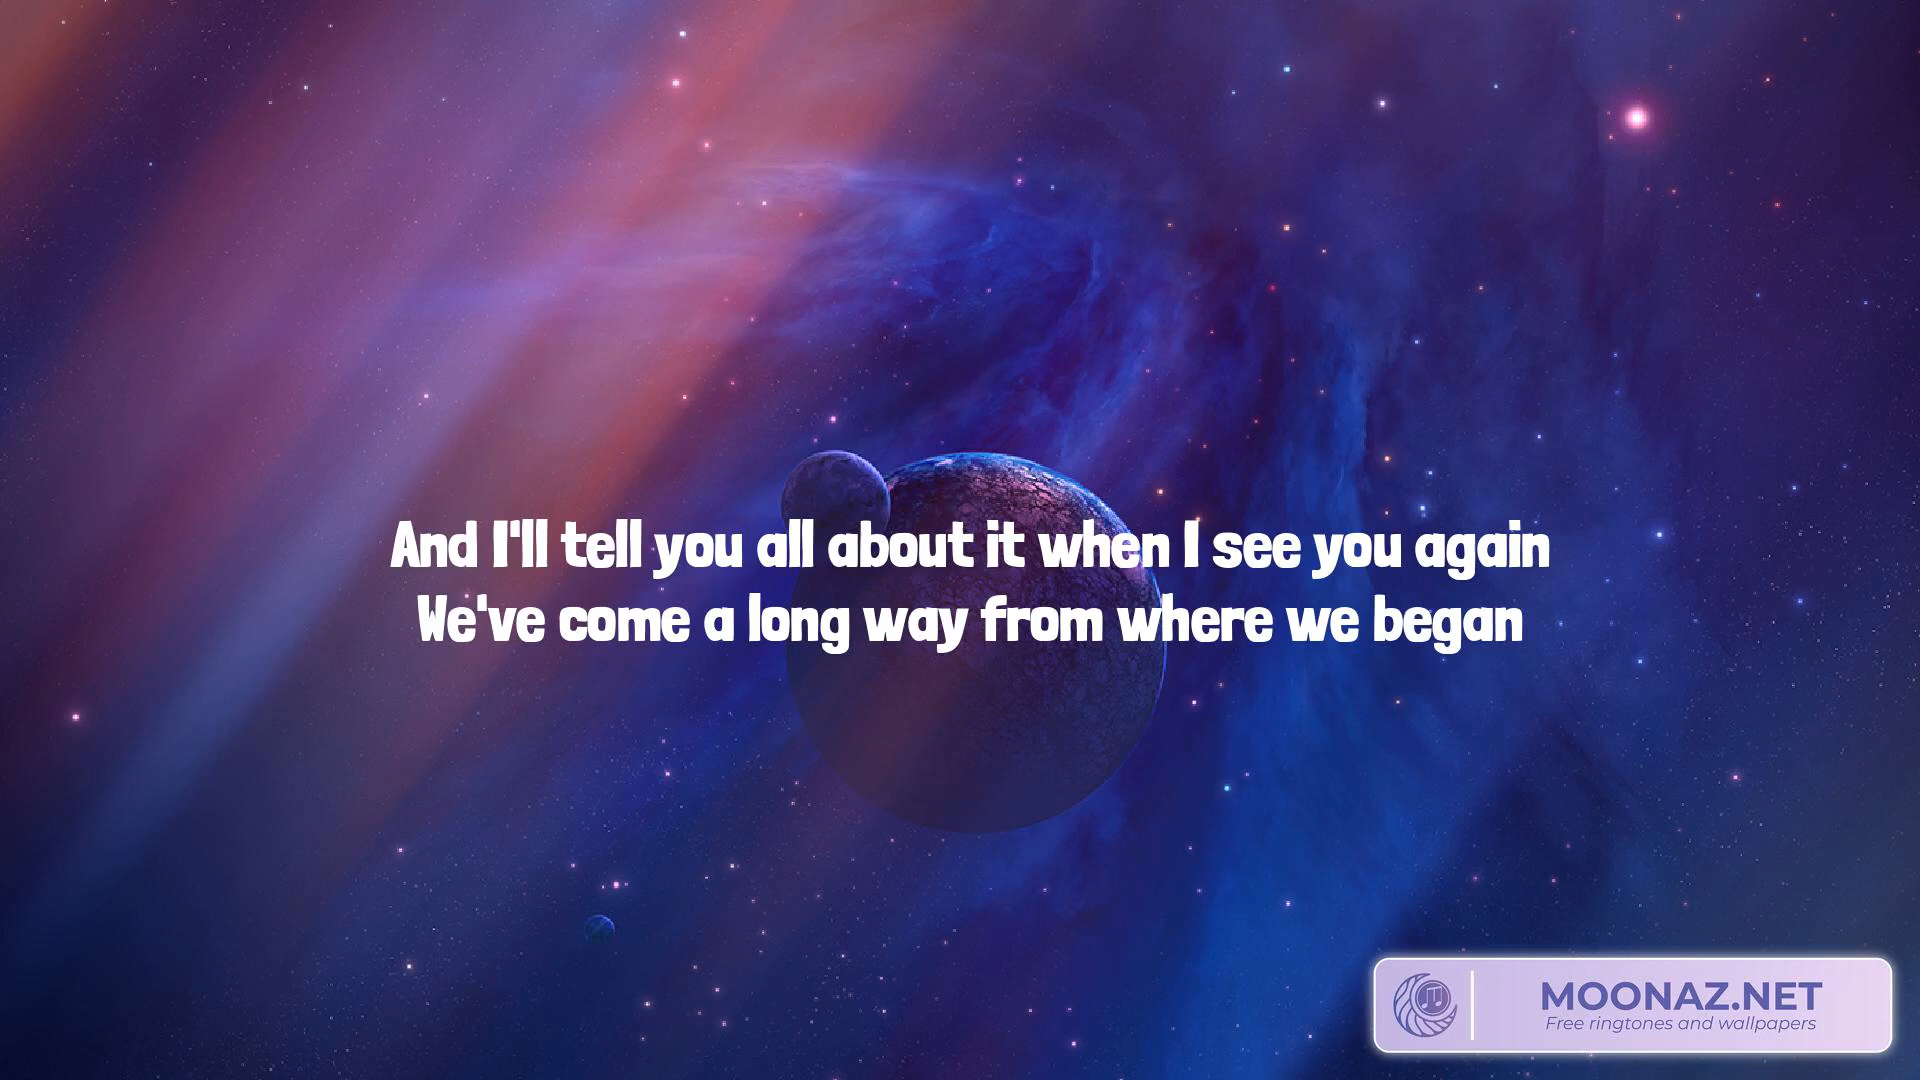 And I'll tell you all about it when I see you again
We've come a long way from where we began
MOONAZ.NET
Free ringtones and wallpapers